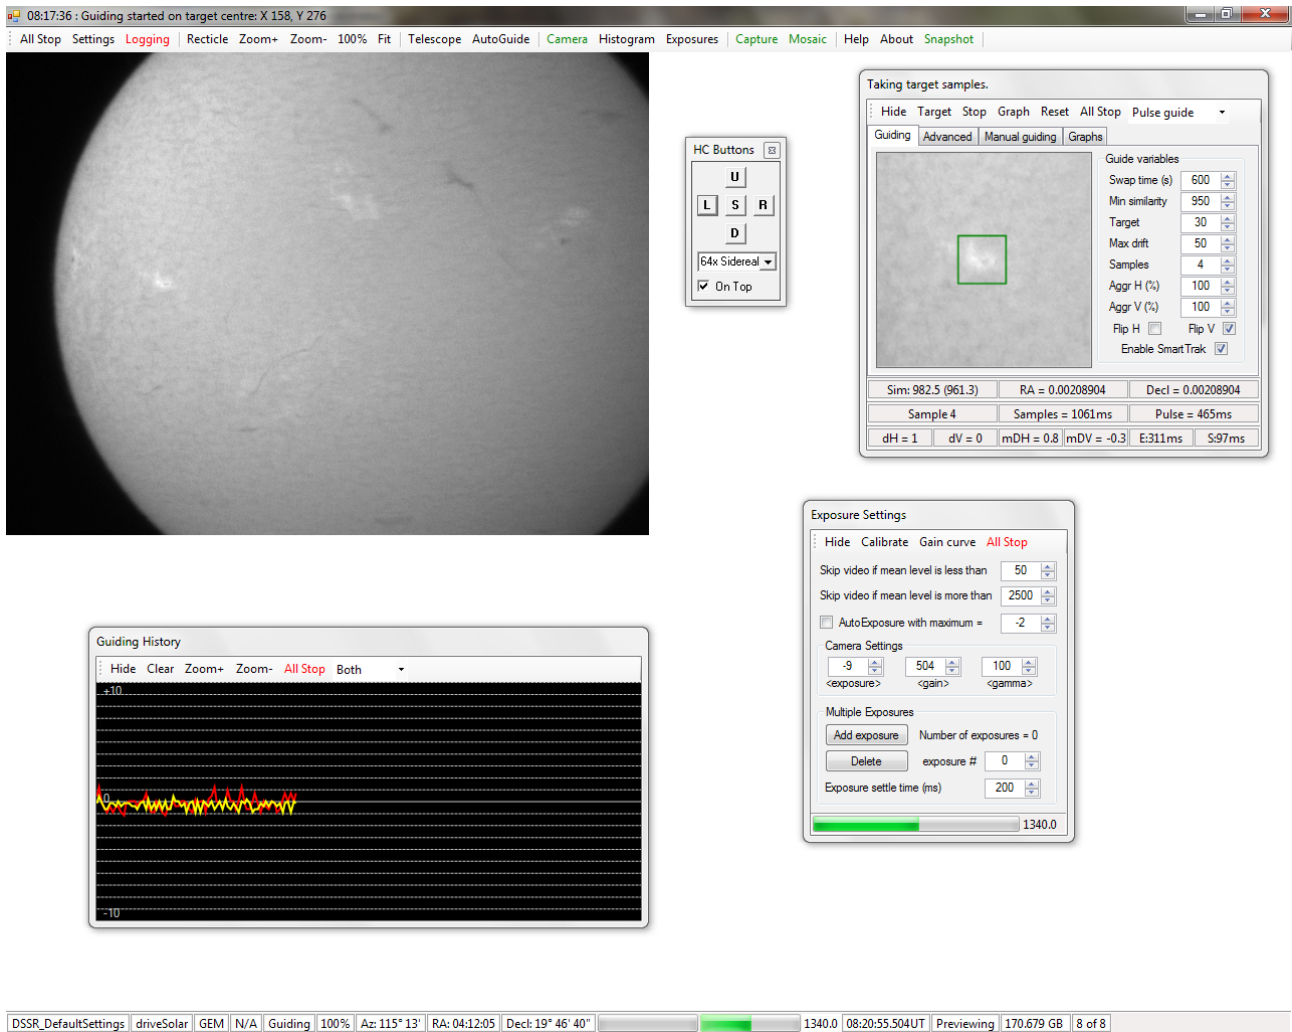 08:17:36 : Guiding started on target centre: X 158, Y 276
All Stop Settings Logging Recticle Zoom+ Zoom- 100% Fit Telescope AutoGuide Camera Histogram Exposures Capture Mosaic Help About Snapshot
Taking target samples.
Hide Target Stop Graph Reset All Stop Pulse guide
Guiding Advanced Manual guiding Graphs
Guide variables
Swap time (s) 600
Min similarity 950
Target 30
Max drift 50
Samples 4
Aggr H (%) 100
Aggr V (%) 100
Flip H Flip V
Enable SmartTrak
Sim: 982.5 (961.3) RA = 0.00208904 Decl = 0.00208904
Sample 4 Samples = 1061ms Pulse = 465ms
dH = 1 dV = 0 mDH = 0.8 mDV = -0.3 E:311ms S:97ms
HC Buttons
U
L S R
D
64x Sidereal
On Top
Exposure Settings
Hide Calibrate Gain curve All Stop
Skip video if mean level is less than 50
Skip video if mean level is more than 2500
AutoExposure with maximum = -2
Camera Settings
-9 504 100
<exposure> <gain> <gamma>
Multiple Exposures
Add exposure Number of exposures = 0
Delete exposure # 0
Exposure settle time (ms) 200
1340.0
Guiding History
Hide Clear Zoom+ Zoom- All Stop Both
+10
0
-10
DSSR_DefaultSettings driveSolar GEM N/A Guiding 100% Az: 115° 13' RA: 04:12:05 Decl: 19° 46' 40" 1340.0 08:20:55.504UT Previewing 170.679 GB 8 of 8